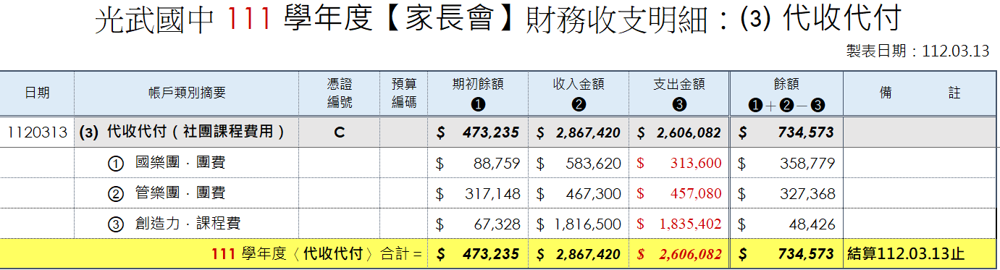 光武國中 111 學年度【家長會】財務收支明細：(3) 代收代付
製表日期：112.03.13
日期 帳戶類別摘要 憑證編號 預算編碼 期初餘額❶ 收入金額❷ 支出金額❸ 餘額❶＋❷－❸ 備 註
1120313 (3) 代收代付（社團課程費用） C $ 473,235 $ 2,867,420 $ 2,606,082 $ 734,573
① 國樂團．團費 $ 88,759 $ 583,620 $ 313,600 $ 358,779
② 管樂團．團費 $ 317,148 $ 467,300 $ 457,080 $ 327,368
③ 創造力．課程費 $ 67,328 $ 1,816,500 $ 1,835,402 $ 48,426
111 學年度〈代收代付〉合計＝ $ 473,235 $ 2,867,420 $ 2,606,082 $ 734,573 結算112.03.13止